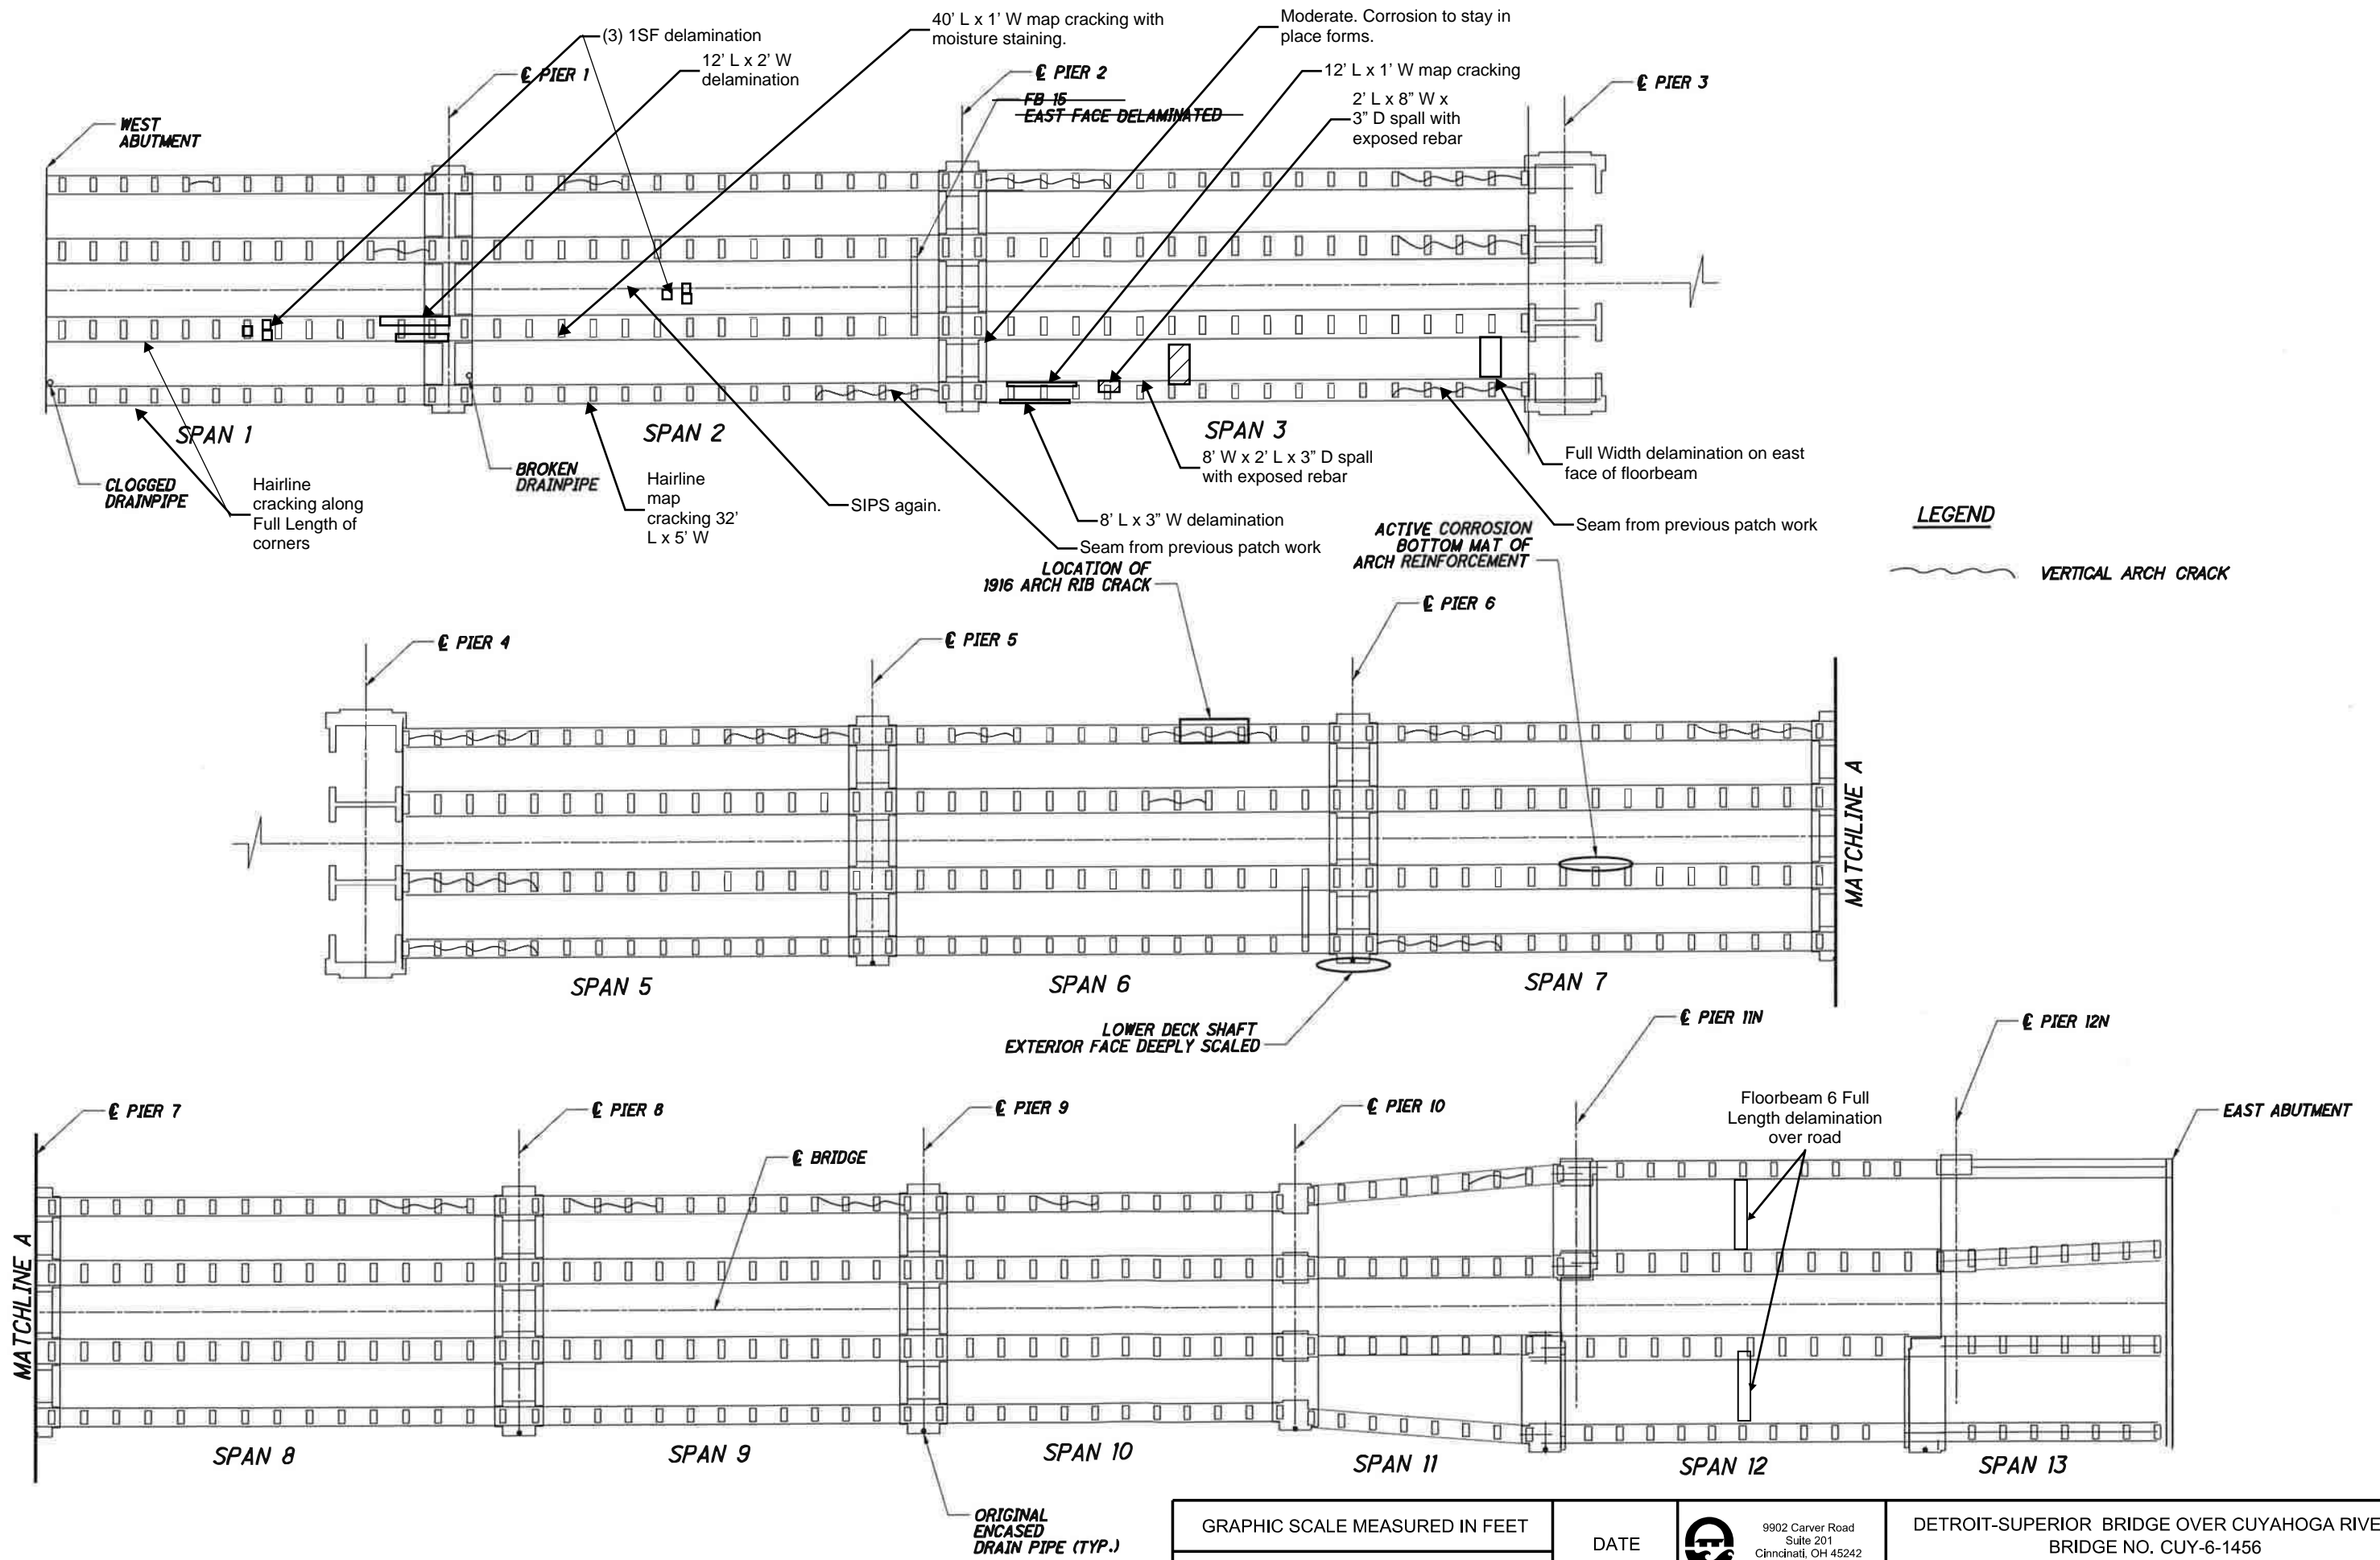 (3) 1SF delamination
12' L x 2' W
delamination
40' L x 1' W map cracking with
moisture staining.
Moderate. Corrosion to stay in
place forms.
12' L x 1' W map cracking
2' L x 8" W x
3" D spall with
exposed rebar
℄ PIER 1
℄ PIER 2
FB 15
EAST FACE DELAMINATED
℄ PIER 3
WEST
ABUTMENT
SPAN 1
SPAN 2
SPAN 3
CLOGGED
DRAINPIPE
Hairline
cracking along
Full Length of
corners
BROKEN
DRAINPIPE
Hairline
map
cracking 32'
L x 5' W
SIPS again.
8' W x 2' L x 3" D spall
with exposed rebar
Full Width delamination on east
face of floorbeam
8' L x 3" W delamination
Seam from previous patch work
Seam from previous patch work
LEGEND
VERTICAL ARCH CRACK
ACTIVE CORROSION
BOTTOM MAT OF
ARCH REINFORCEMENT
LOCATION OF
1916 ARCH RIB CRACK
℄ PIER 4
℄ PIER 5
℄ PIER 6
MATCHLINE A
SPAN 5
SPAN 6
SPAN 7
LOWER DECK SHAFT
EXTERIOR FACE DEEPLY SCALED
℄ PIER 7
℄ PIER 8
℄ PIER 9
℄ PIER 10
℄ PIER 11N
℄ PIER 12N
℄ BRIDGE
Floorbeam 6 Full
Length delamination
over road
EAST ABUTMENT
MATCHLINE A
SPAN 8
SPAN 9
SPAN 10
SPAN 11
SPAN 12
SPAN 13
ORIGINAL
ENCASED
DRAIN PIPE (TYP.)
GRAPHIC SCALE MEASURED IN FEET
DATE
9902 Carver Road
Suite 201
Cinncinati, OH 45242
DETROIT-SUPERIOR BRIDGE OVER CUYAHOGA RIVE
BRIDGE NO. CUY-6-1456